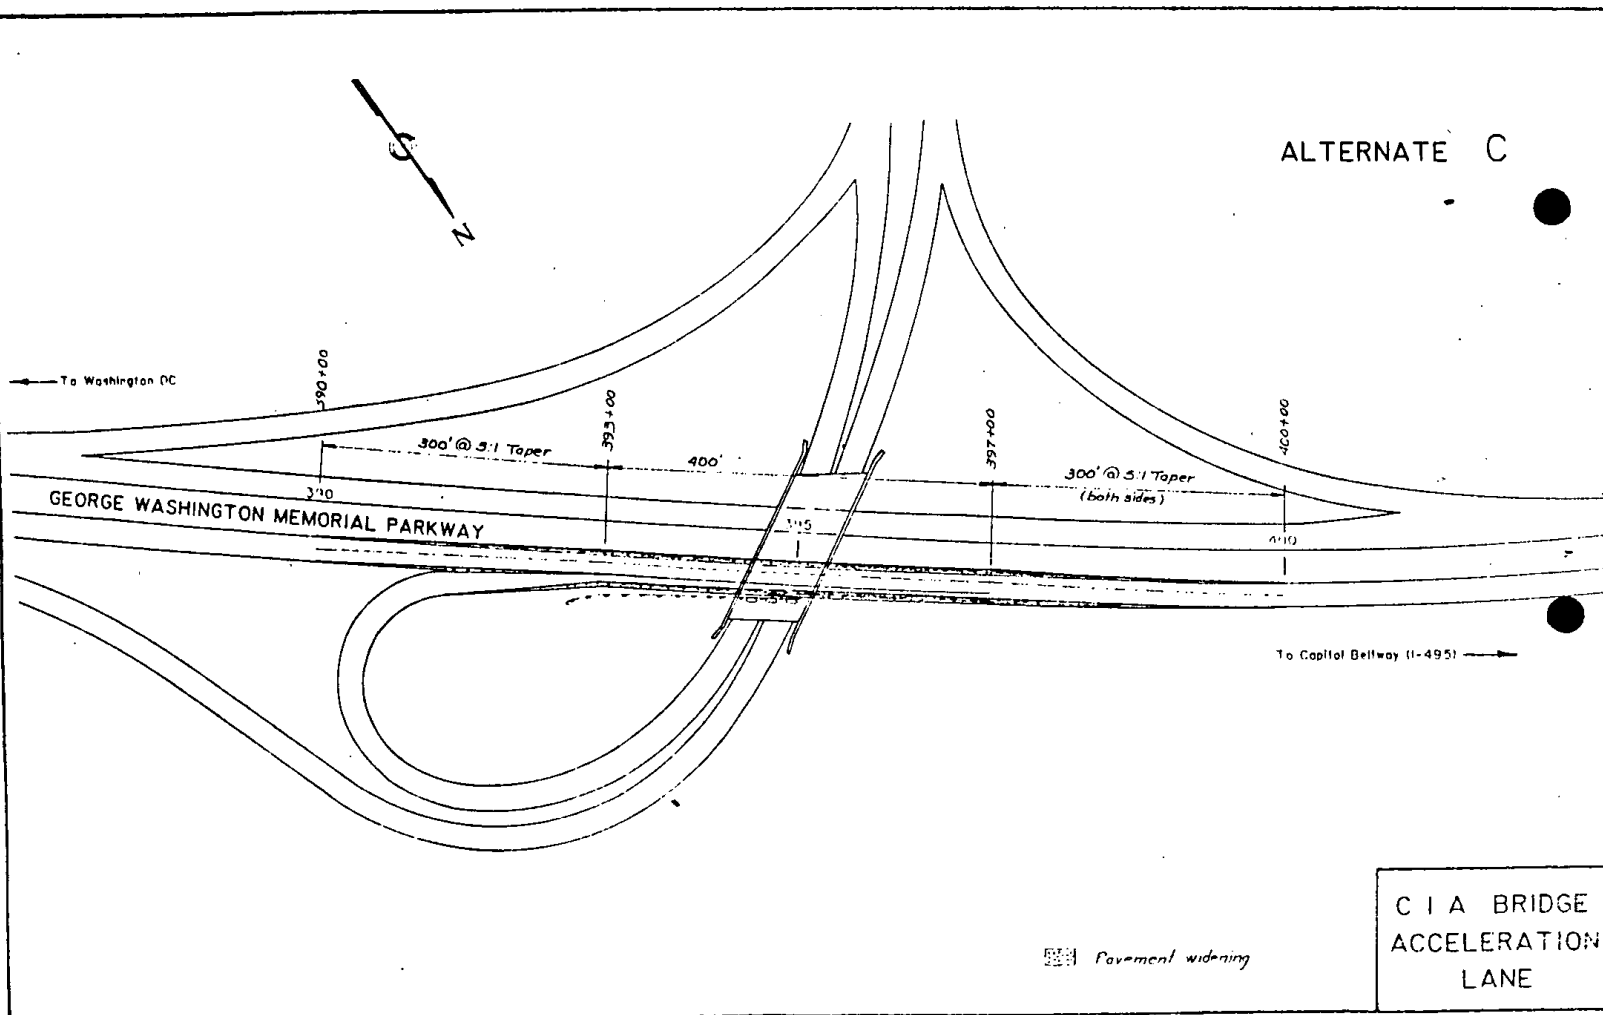 ALTERNATE C
N
To Washington DC
390+00
393+00
397+00
400+00
300' @ 5:1 Taper
400'
300' @ 5:1 Taper
(both sides)
GEORGE WASHINGTON MEMORIAL PARKWAY
To Capitol Beltway (I-495)
Pavement widening
C I A BRIDGE
ACCELERATION
LANE